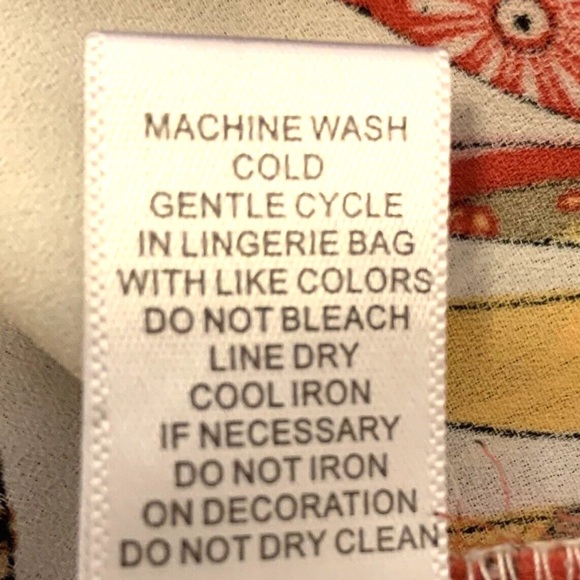 MACHINE WASH
COLD
GENTLE CYCLE
IN LINGERIE BAG
WITH LIKE COLORS
DO NOT BLEACH
LINE DRY
COOL IRON
IF NECESSARY
DO NOT IRON
ON DECORATION
DO NOT DRY CLEAN